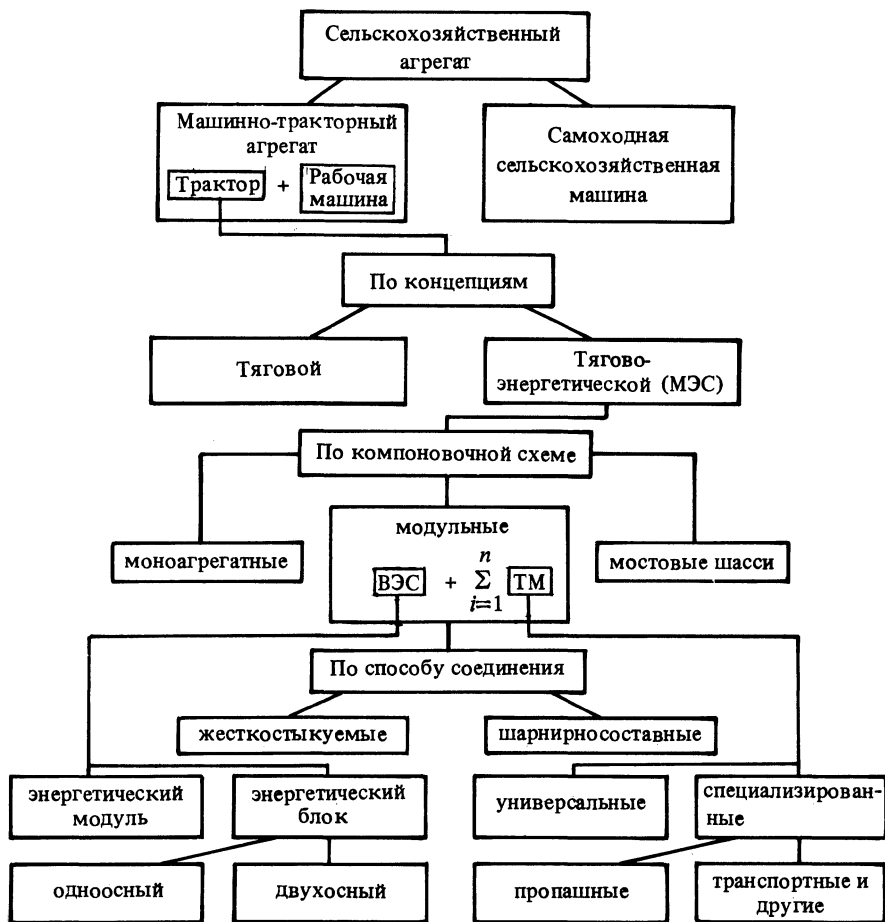 Сельскохозяйственный
агрегат
Машинно-тракторный
агрегат
Трактор + Рабочая
машина
Самоходная
сельскохозяйственная
машина
По концепциям
Тяговой
Тягово-
энергетической (МЭС)
По компоновочной схеме
моноагрегатные
модульные
n
ВЭС + Σ ТМ
i=1
мостовые шасси
По способу соединения
жесткостыкуемые
шарнирносоставные
энергетический
модуль
энергетический
блок
универсальные
специализирован-
ные
одноосный
двухосный
пропашные
транспортные и
другие